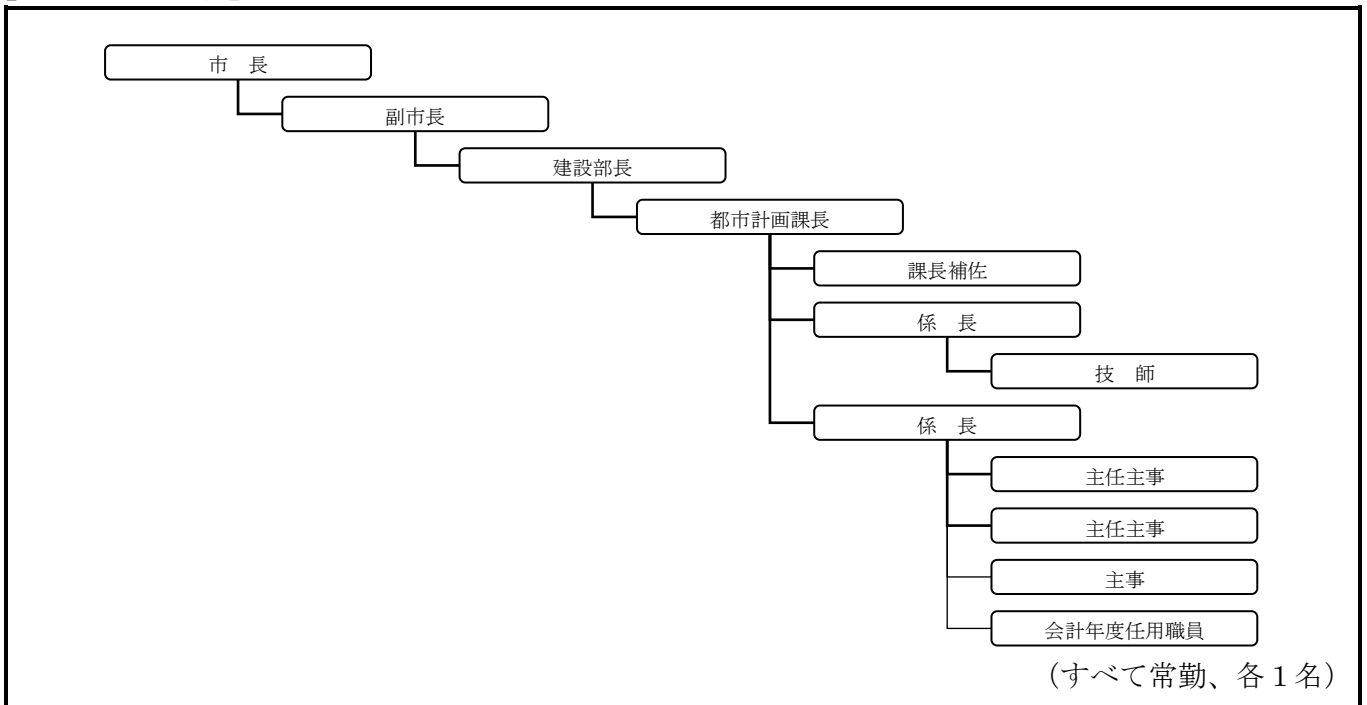 市　長
副市長
建設部長
都市計画課長
課長補佐
係　長
技　師
係　長
主任主事
主任主事
主事
会計年度任用職員
（すべて常勤、各１名）